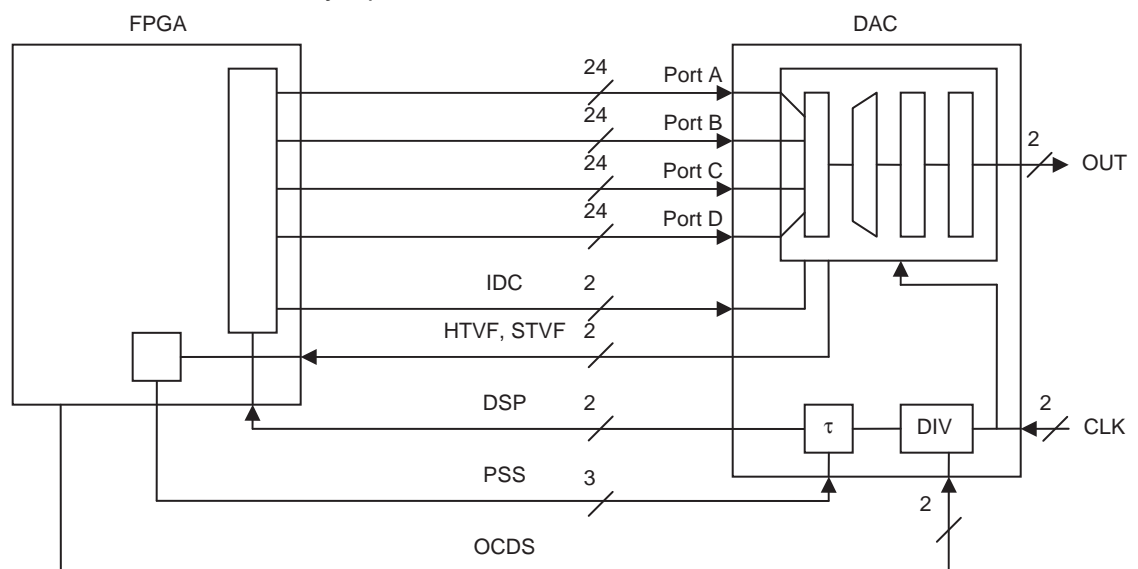 FPGA
DAC
24
Port A
24
Port B
24
Port C
24
Port D
2
OUT
IDC
2
HTVF, STVF
2
DSP
2
τ
DIV
2
CLK
PSS
3
2
OCDS